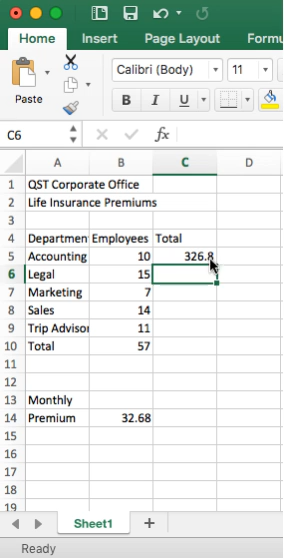 Home Insert Page Layout Formu
Paste Calibri (Body) 11
B I U
C6 fx
A B C D
1 QST Corporate Office
2 Life Insurance Premiums
3
4 Departmen Employees Total
5 Accounting 10 326.8
6 Legal 15
7 Marketing 7
8 Sales 14
9 Trip Advisor 11
10 Total 57
11
12
13 Monthly
14 Premium 32.68
15
16
17
18
19
Sheet1 +
Ready